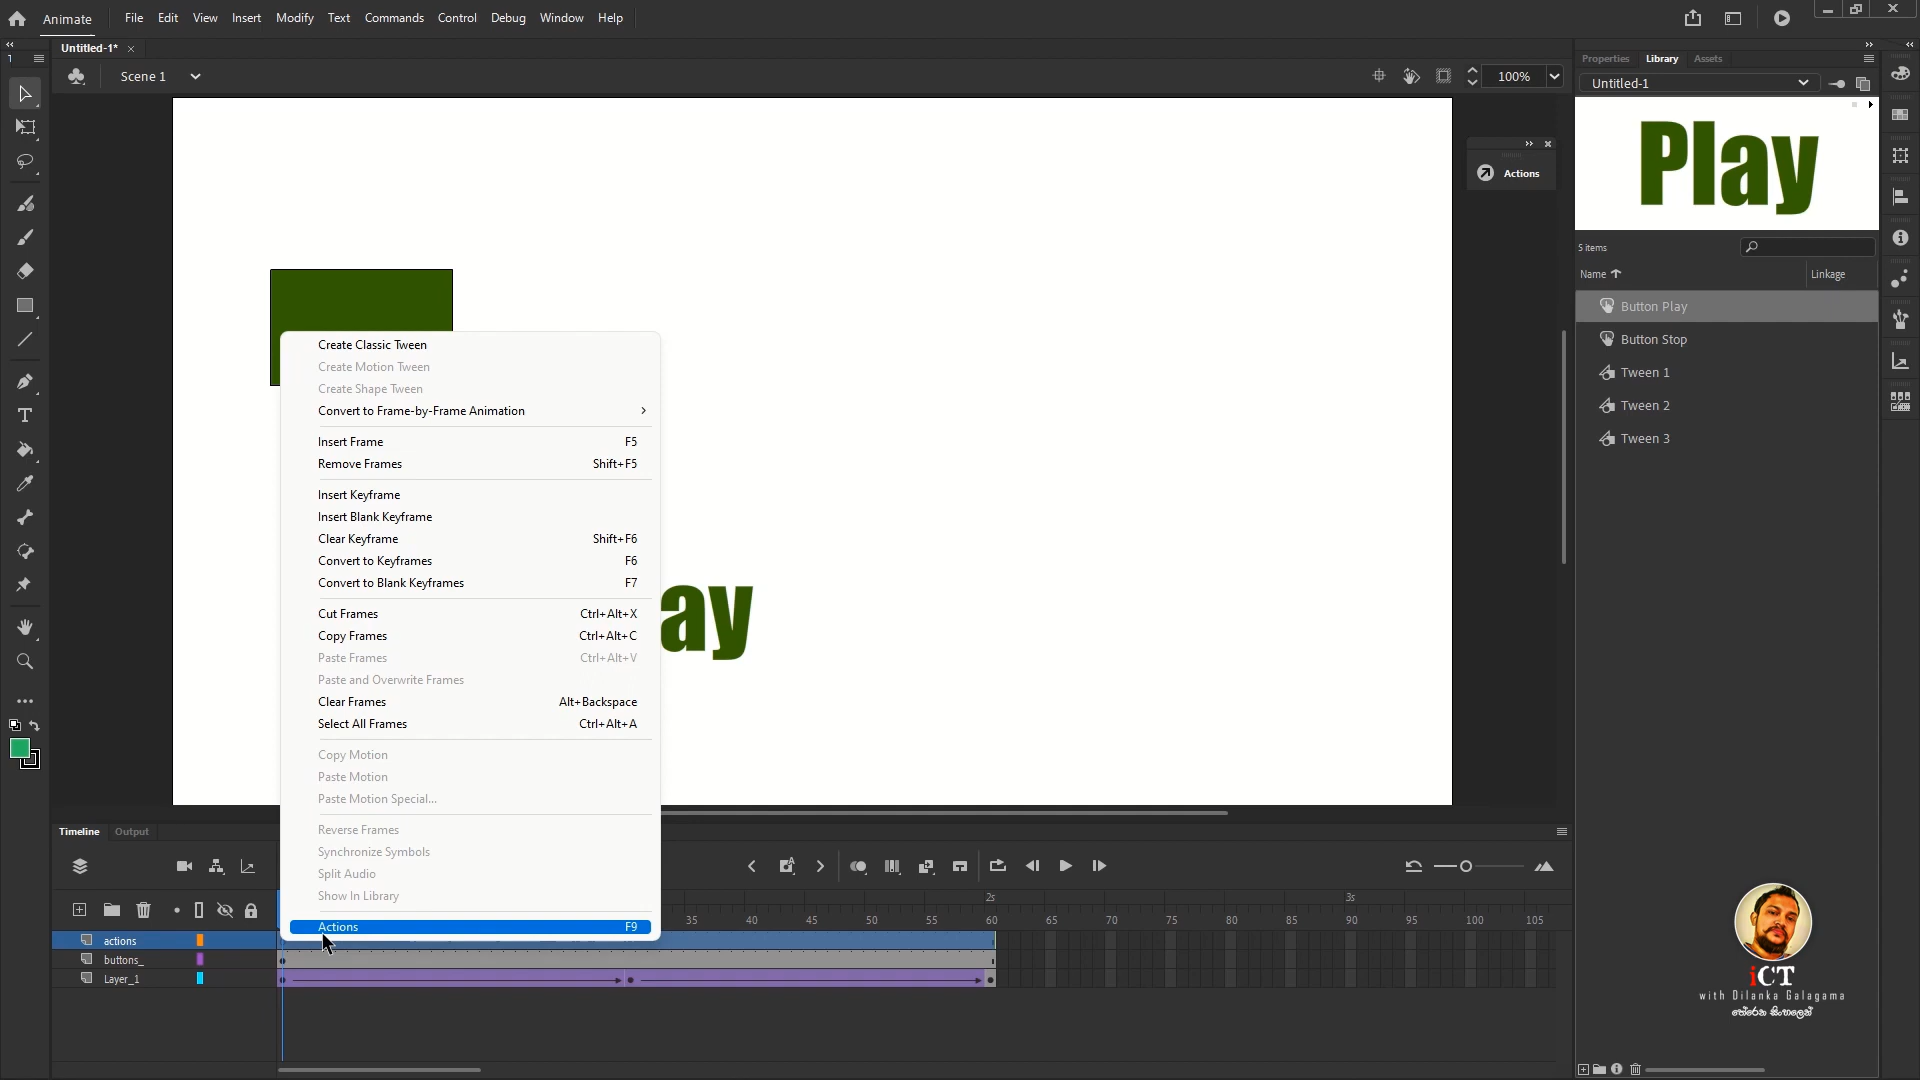 Animate File Edit View Insert Modify Text Commands Control Debug Window Help
Untitled-1*
Scene 1
100%
Properties Library Assets
Untitled-1
Play
Actions
5 items
Name Linkage
Button Play
Button Stop
Tween 1
Tween 2
Tween 3
Create Classic Tween
Create Motion Tween
Create Shape Tween
Convert to Frame-by-Frame Animation
Insert Frame F5
Remove Frames Shift+F5
Insert Keyframe
Insert Blank Keyframe
Clear Keyframe Shift+F6
Convert to Keyframes F6
Convert to Blank Keyframes F7
Cut Frames Ctrl+Alt+X
Copy Frames Ctrl+Alt+C
Paste Frames Ctrl+Alt+V
Paste and Overwrite Frames
Clear Frames Alt+Backspace
Select All Frames Ctrl+Alt+A
Copy Motion
Paste Motion
Paste Motion Special...
Reverse Frames
Synchronize Symbols
Split Audio
Show In Library
Actions F9
ay
Timeline Output
2s 3s
35 40 45 50 55 60 65 70 75 80 85 90 95 100 105
actions
buttons_
Layer_1
iCT
with Dilanka Galagama
තේරෙන සිංහලෙන්